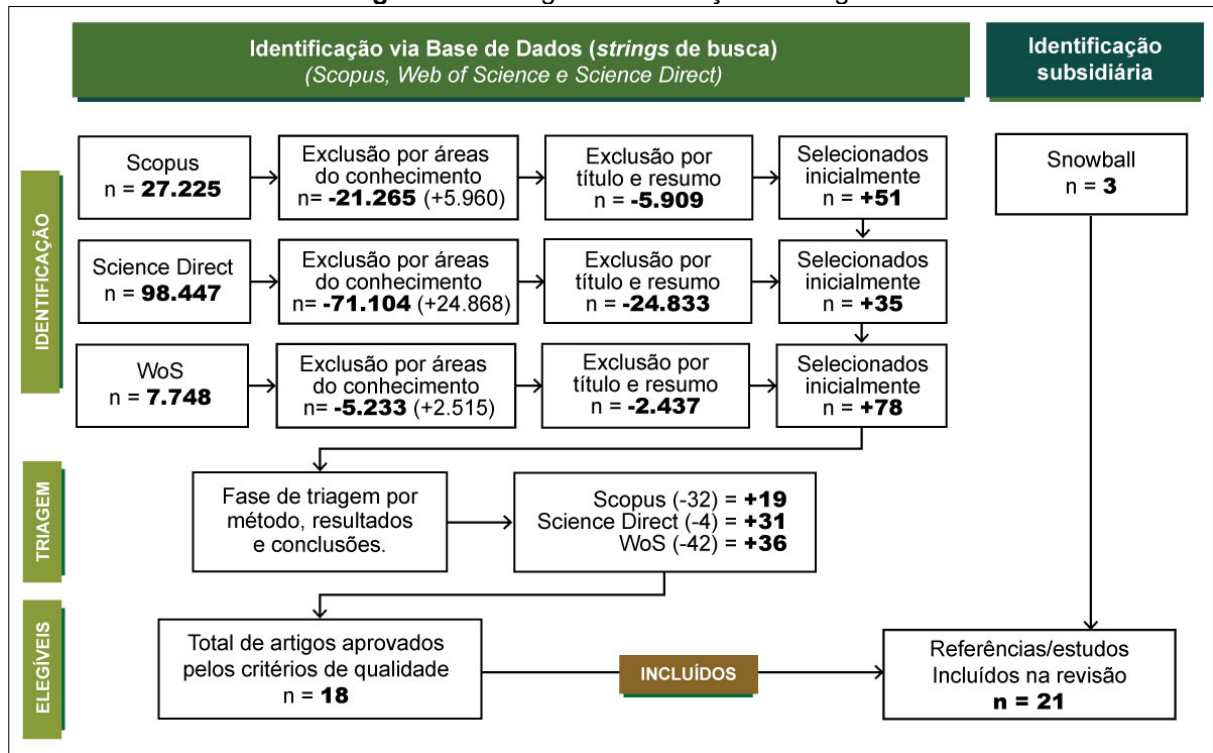 Identificação via Base de Dados (strings de busca)
(Scopus, Web of Science e Science Direct)
Identificação
subsidiária
IDENTIFICAÇÃO
Scopus
n = 27.225
Exclusão por áreas
do conhecimento
n= -21.265 (+5.960)
Exclusão por
título e resumo
n = -5.909
Selecionados
inicialmente
n = +51
Snowball
n = 3
Science Direct
n = 98.447
Exclusão por áreas
do conhecimento
n= -71.104 (+24.868)
Exclusão por
título e resumo
n = -24.833
Selecionados
inicialmente
n = +35
WoS
n = 7.748
Exclusão por áreas
do conhecimento
n= -5.233 (+2.515)
Exclusão por
título e resumo
n = -2.437
Selecionados
inicialmente
n = +78
TRIAGEM
Fase de triagem por
método, resultados
e conclusões.
Scopus (-32) = +19
Science Direct (-4) = +31
WoS (-42) = +36
ELEGÍVEIS
Total de artigos aprovados
pelos critérios de qualidade
n = 18
INCLUÍDOS
Referências/estudos
Incluídos na revisão
n = 21